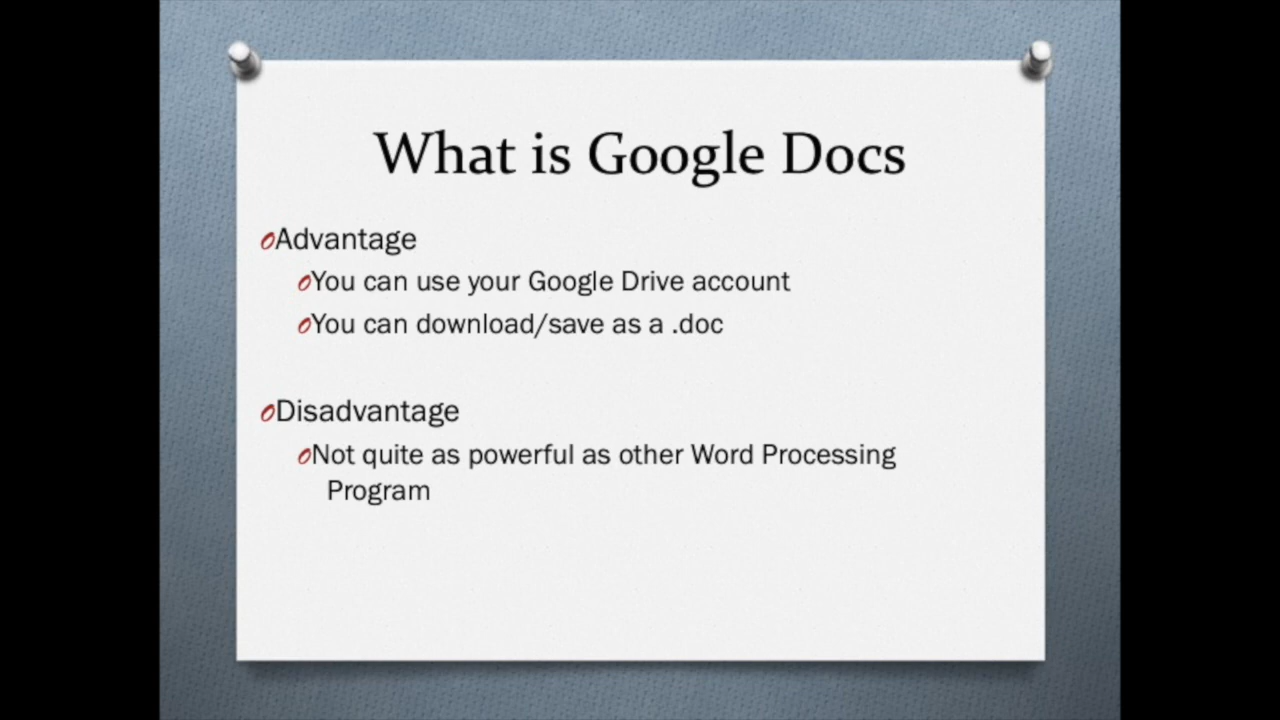 What is Google Docs
Advantage
You can use your Google Drive account
You can download/save as a .doc
Disadvantage
Not quite as powerful as other Word Processing
Program